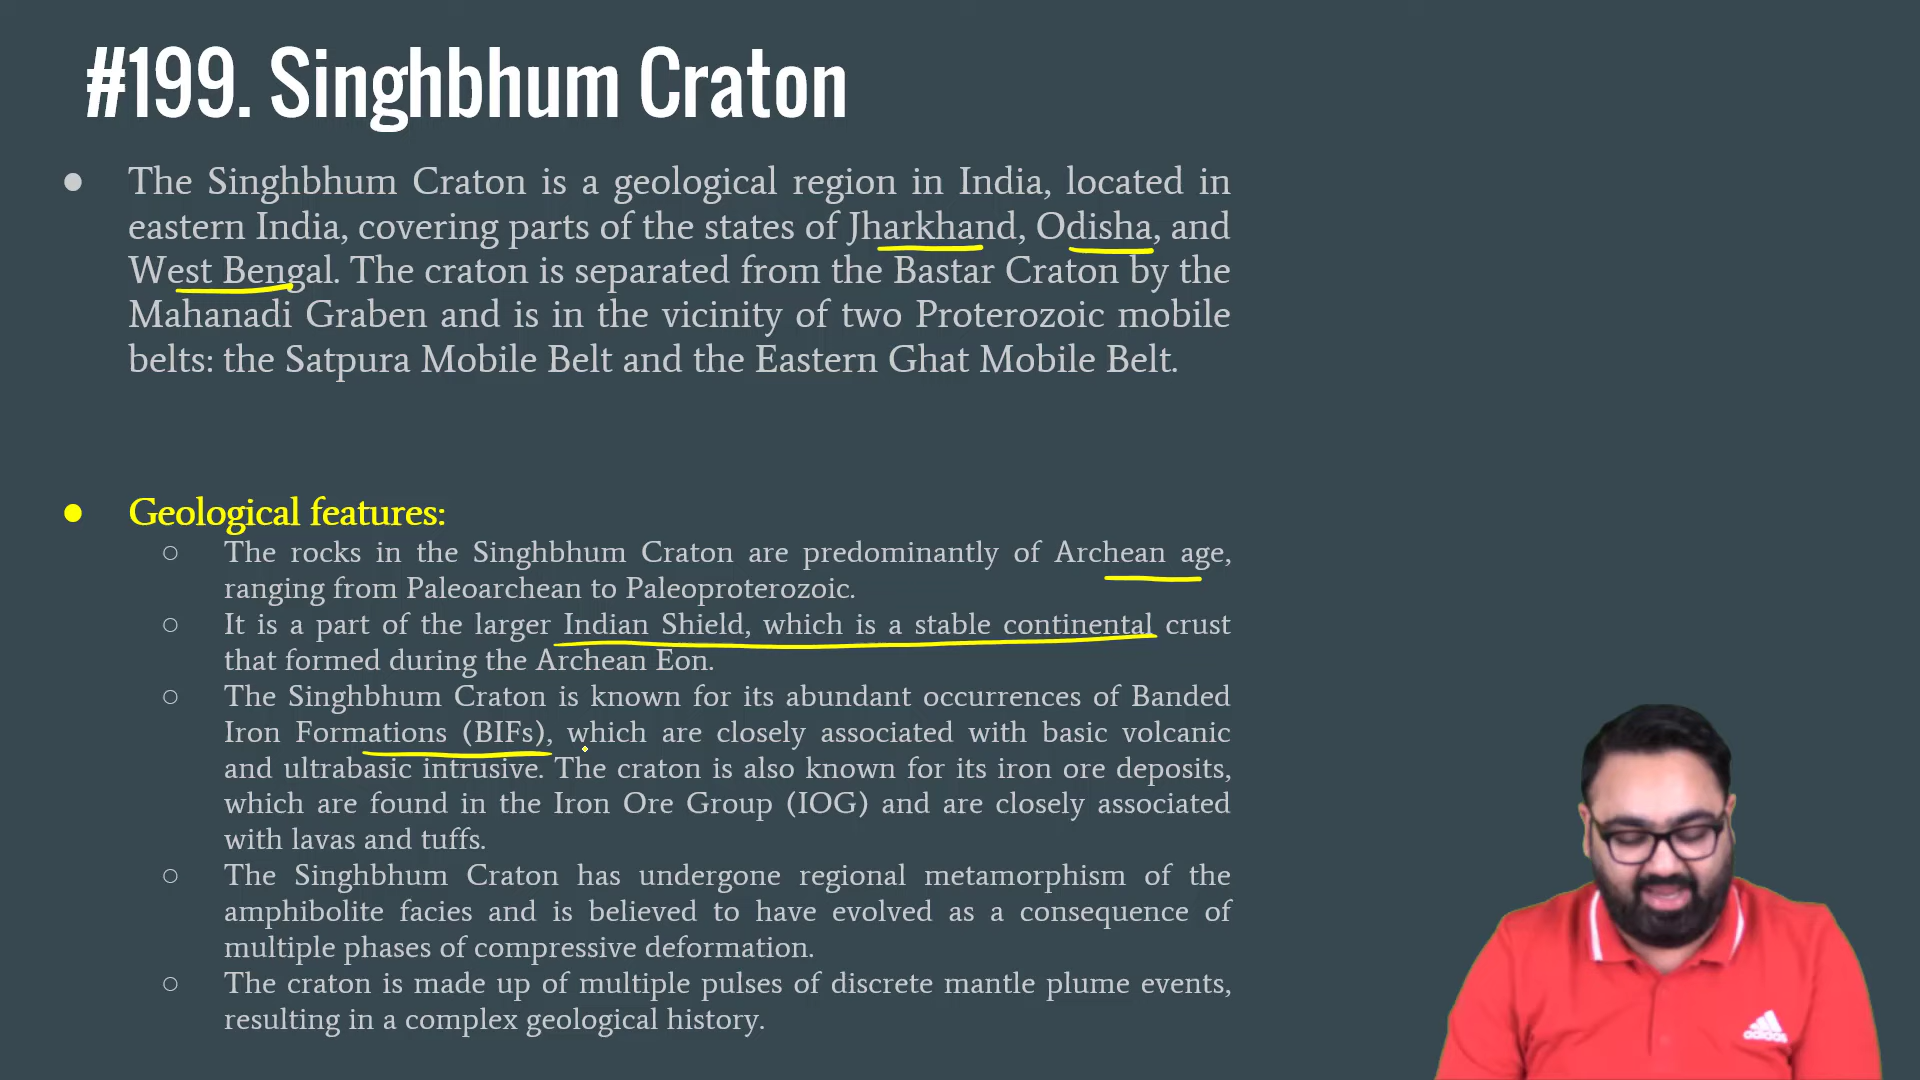 #199. Singhbhum Craton
● The Singhbhum Craton is a geological region in India, located in
eastern India, covering parts of the states of Jharkhand, Odisha, and
West Bengal. The craton is separated from the Bastar Craton by the
Mahanadi Graben and is in the vicinity of two Proterozoic mobile
belts: the Satpura Mobile Belt and the Eastern Ghat Mobile Belt.
● Geological features:
○ The rocks in the Singhbhum Craton are predominantly of Archean age,
ranging from Paleoarchean to Paleoproterozoic.
○ It is a part of the larger Indian Shield, which is a stable continental crust
that formed during the Archean Eon.
○ The Singhbhum Craton is known for its abundant occurrences of Banded
Iron Formations (BIFs), which are closely associated with basic volcanic
and ultrabasic intrusive. The craton is also known for its iron ore deposits,
which are found in the Iron Ore Group (IOG) and are closely associated
with lavas and tuffs.
○ The Singhbhum Craton has undergone regional metamorphism of the
amphibolite facies and is believed to have evolved as a consequence of
multiple phases of compressive deformation.
○ The craton is made up of multiple pulses of discrete mantle plume events,
resulting in a complex geological history.
adidas